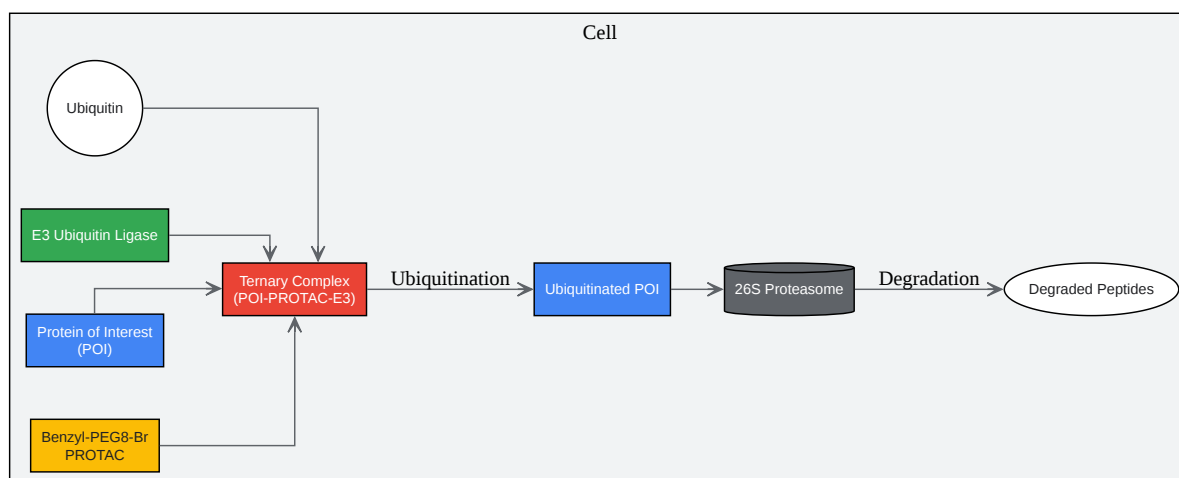 Cell
Ubiquitin
E3 Ubiquitin Ligase
Ternary Complex
(POI-PROTAC-E3)
Ubiquitination
Ubiquitinated POI
26S Proteasome
Degradation
Degraded Peptides
Protein of Interest
(POI)
Benzyl-PEG8-Br
PROTAC